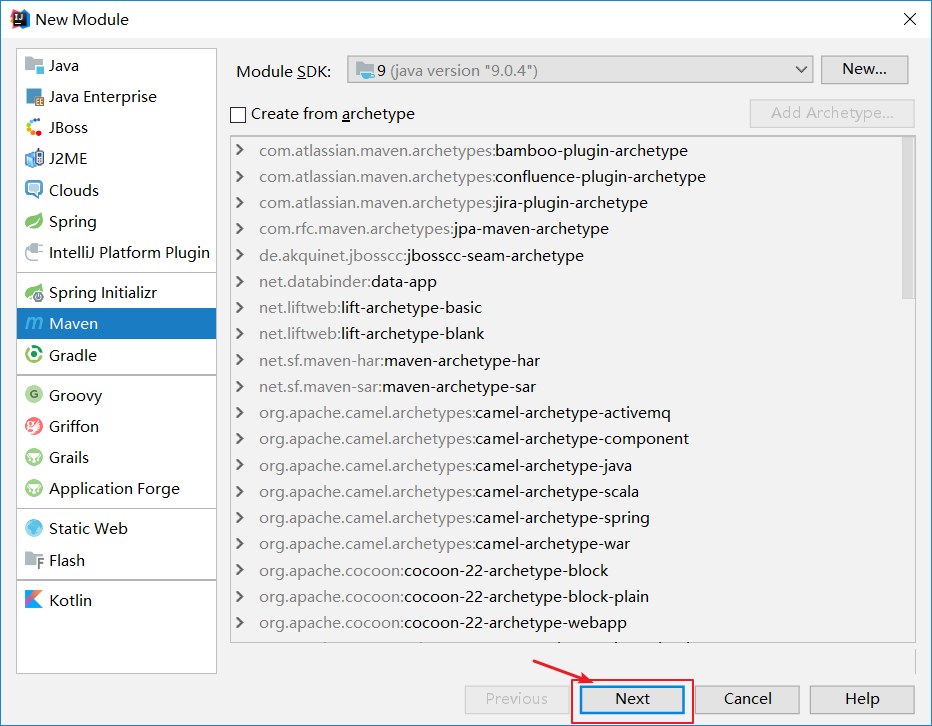 New Module
Java
Java Enterprise
JBoss
J2ME
Clouds
Spring
IntelliJ Platform Plugin
Spring Initializr
Maven
Gradle
Groovy
Griffon
Grails
Application Forge
Static Web
Flash
Kotlin
Module SDK: 9 (java version "9.0.4") New...
Create from archetype Add Archetype...
com.atlassian.maven.archetypes:bamboo-plugin-archetype
com.atlassian.maven.archetypes:confluence-plugin-archetype
com.atlassian.maven.archetypes:jira-plugin-archetype
com.rfc.maven.archetypes:jpa-maven-archetype
de.akquinet.jbosscc:jbosscc-seam-archetype
net.databinder:data-app
net.liftweb:lift-archetype-basic
net.liftweb:lift-archetype-blank
net.sf.maven-har:maven-archetype-har
net.sf.maven-sar:maven-archetype-sar
org.apache.camel.archetypes:camel-archetype-activemq
org.apache.camel.archetypes:camel-archetype-component
org.apache.camel.archetypes:camel-archetype-java
org.apache.camel.archetypes:camel-archetype-scala
org.apache.camel.archetypes:camel-archetype-spring
org.apache.camel.archetypes:camel-archetype-war
org.apache.cocoon:cocoon-22-archetype-block
org.apache.cocoon:cocoon-22-archetype-block-plain
org.apache.cocoon:cocoon-22-archetype-webapp
Previous Next Cancel Help